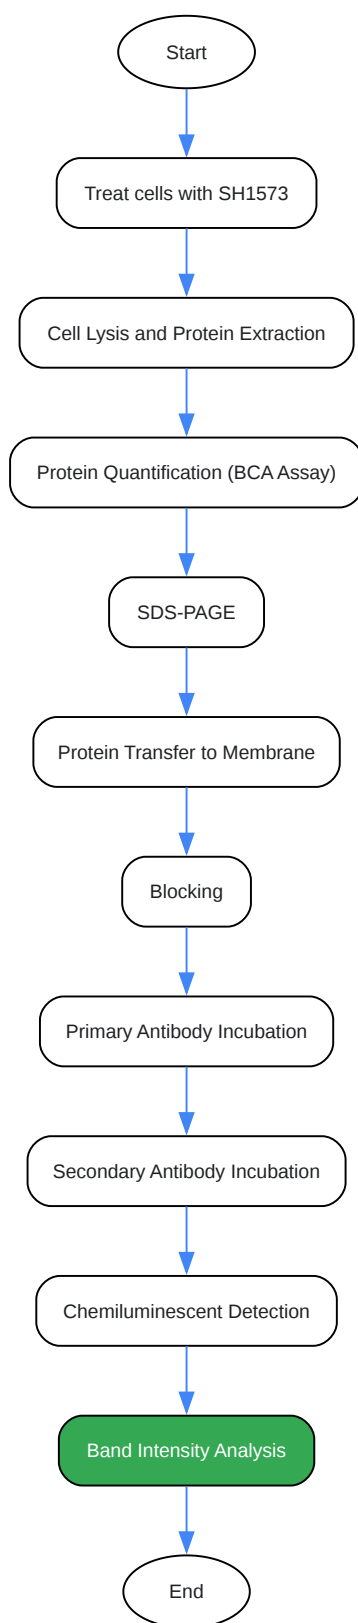 Start
Treat cells with SH1573
Cell Lysis and Protein Extraction
Protein Quantification (BCA Assay)
SDS-PAGE
Protein Transfer to Membrane
Blocking
Primary Antibody Incubation
Secondary Antibody Incubation
Chemiluminescent Detection
Band Intensity Analysis
End